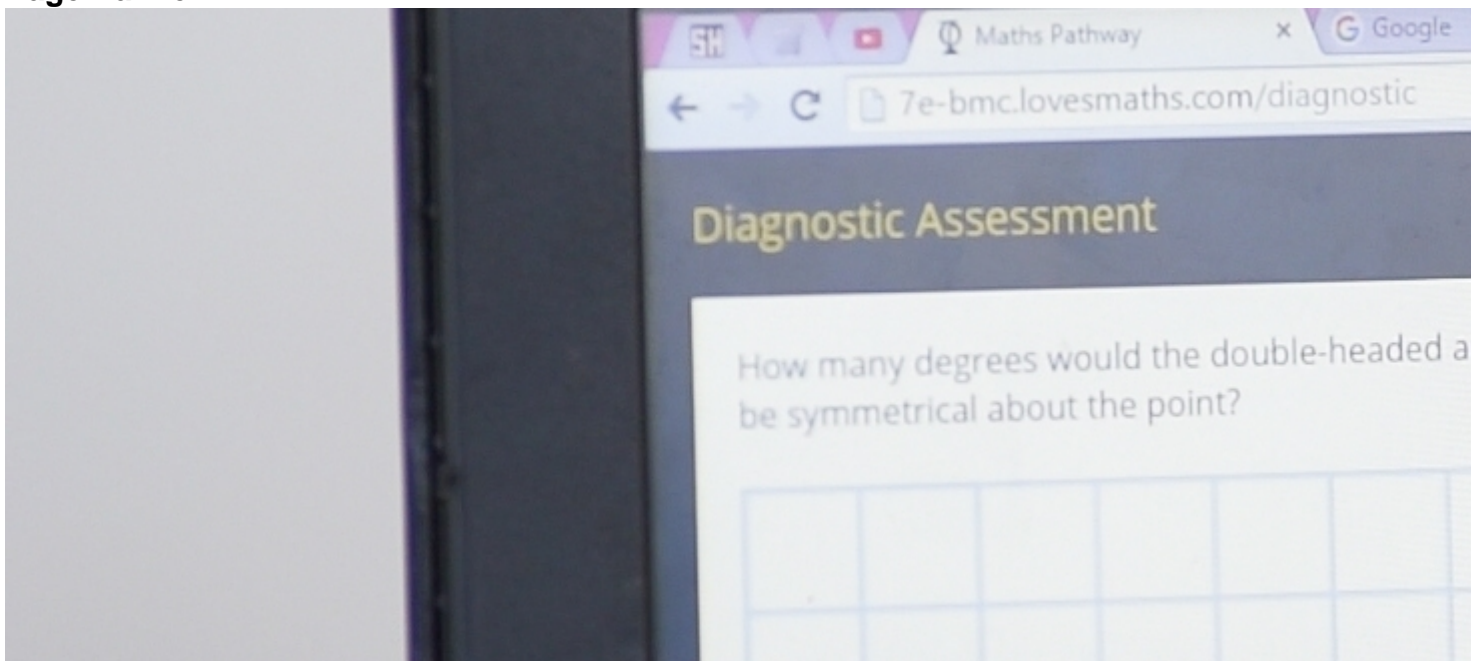 SH
Maths Pathway × G Google
7e-bmc.lovesmaths.com/diagnostic
Diagnostic Assessment
How many degrees would the double-headed a
be symmetrical about the point?